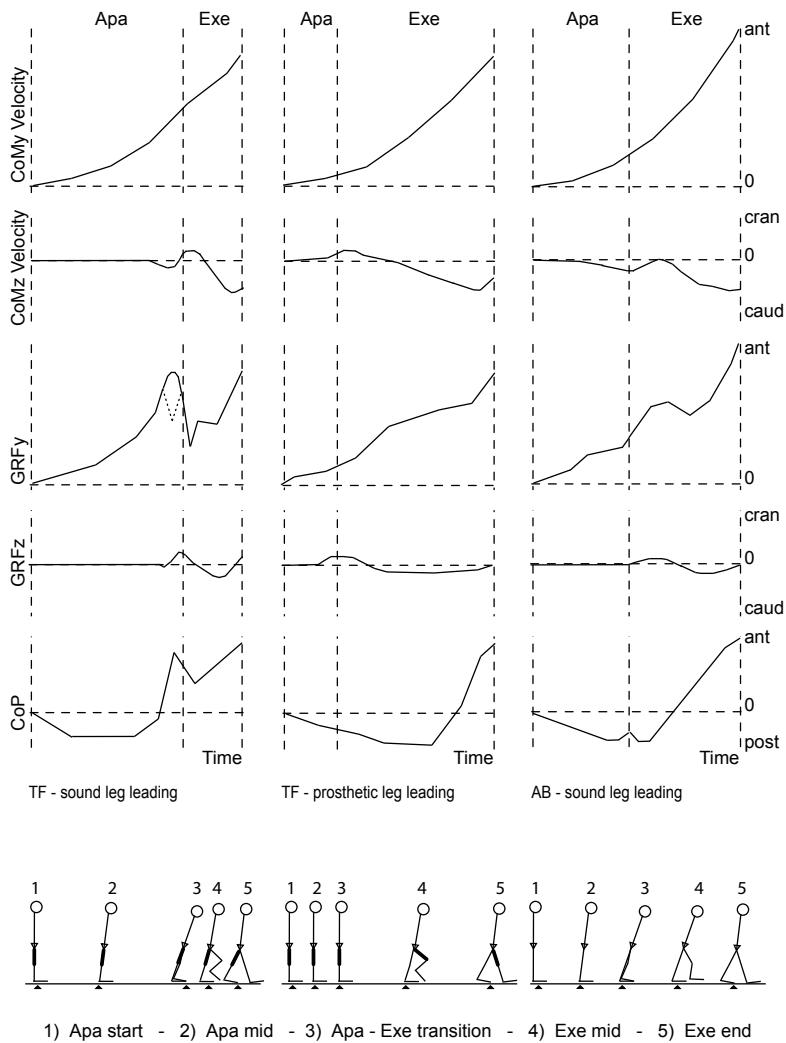 Apa Exe Apa Exe Apa Exe
ant
CoMy Velocity
0
cran
CoMz Velocity
0
caud
ant
GRFy
0
cran
GRFz
0
caud
ant
CoP
0
post
Time Time Time
TF - sound leg leading TF - prosthetic leg leading AB - sound leg leading
1 2 3 4 5 1 2 3 4 5 1 2 3 4 5
1) Apa start - 2) Apa mid - 3) Apa - Exe transition - 4) Exe mid - 5) Exe end